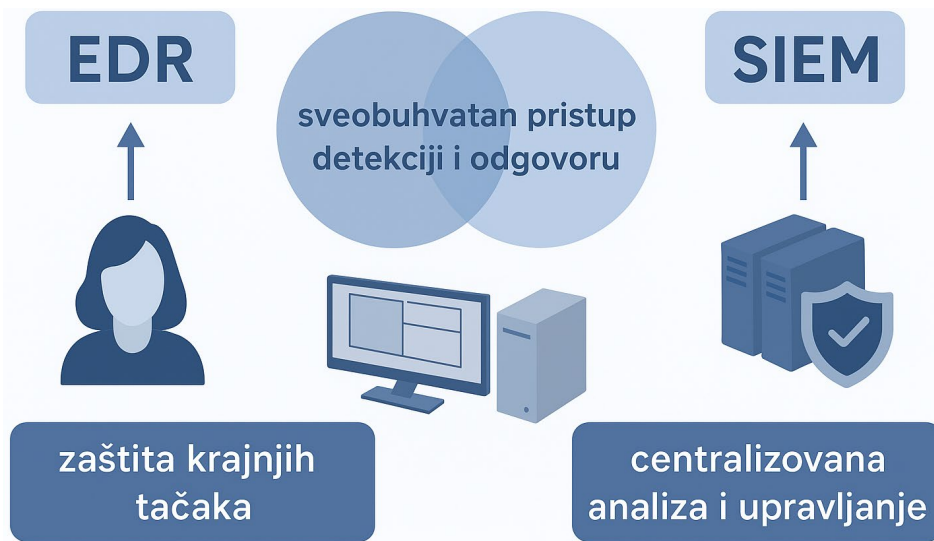 EDR
sveobuhvatan pristup
detekciji i odgovoru
SIEM
zaštita krajnjih
tačaka
centralizovana
analiza i upravljanje